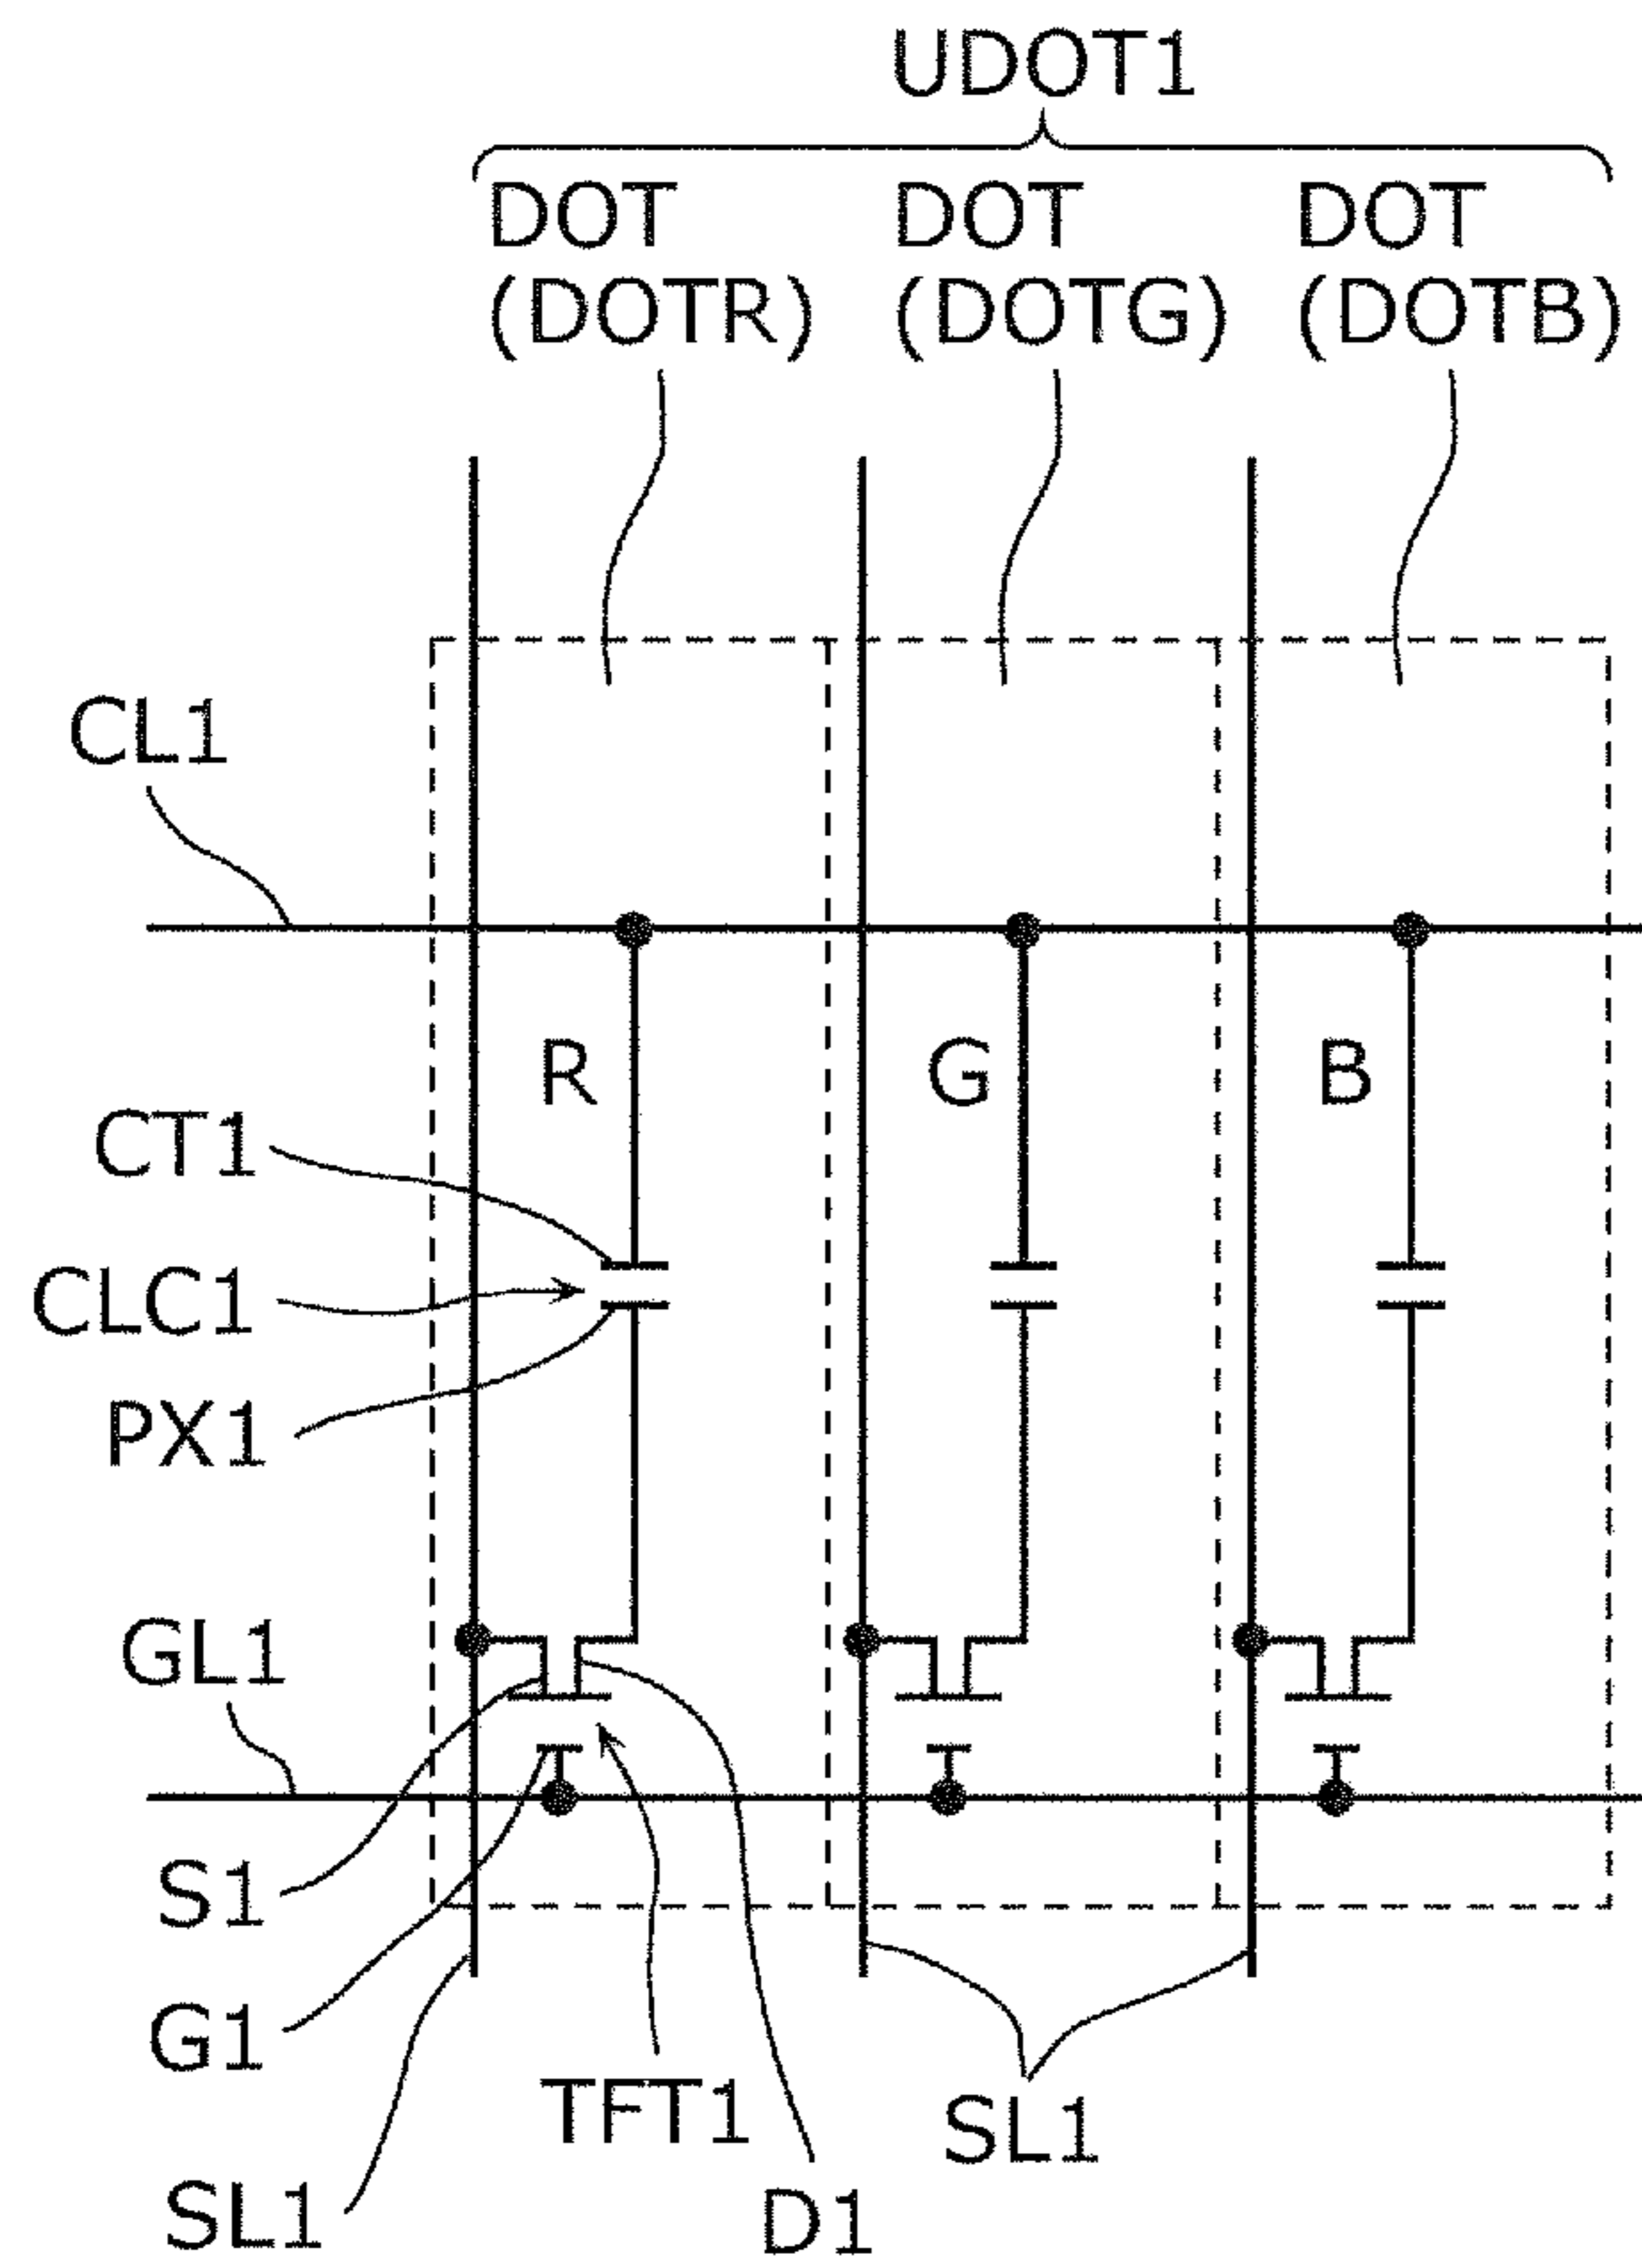 UDOT1
DOT DOT DOT
(DOTR) (DOTG) (DOTB)
CL1
R G B
CT1
CLC1
PX1
GL1
S1
G1
TFT1
SL1
SL1
D1